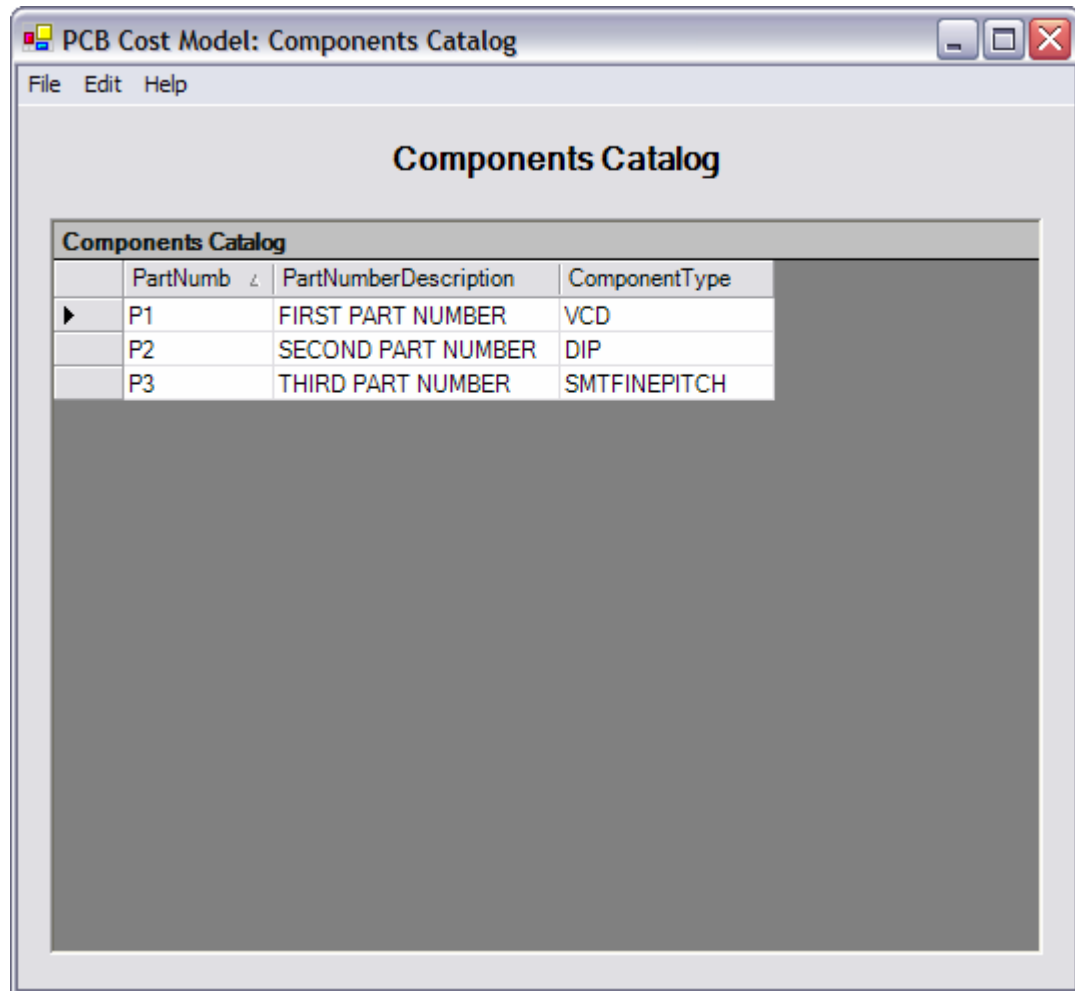 PCB Cost Model: Components Catalog
File Edit Help
Components Catalog
Components Catalog
PartNumb PartNumberDescription ComponentType
P1 FIRST PART NUMBER VCD
P2 SECOND PART NUMBER DIP
P3 THIRD PART NUMBER SMTFINEPITCH